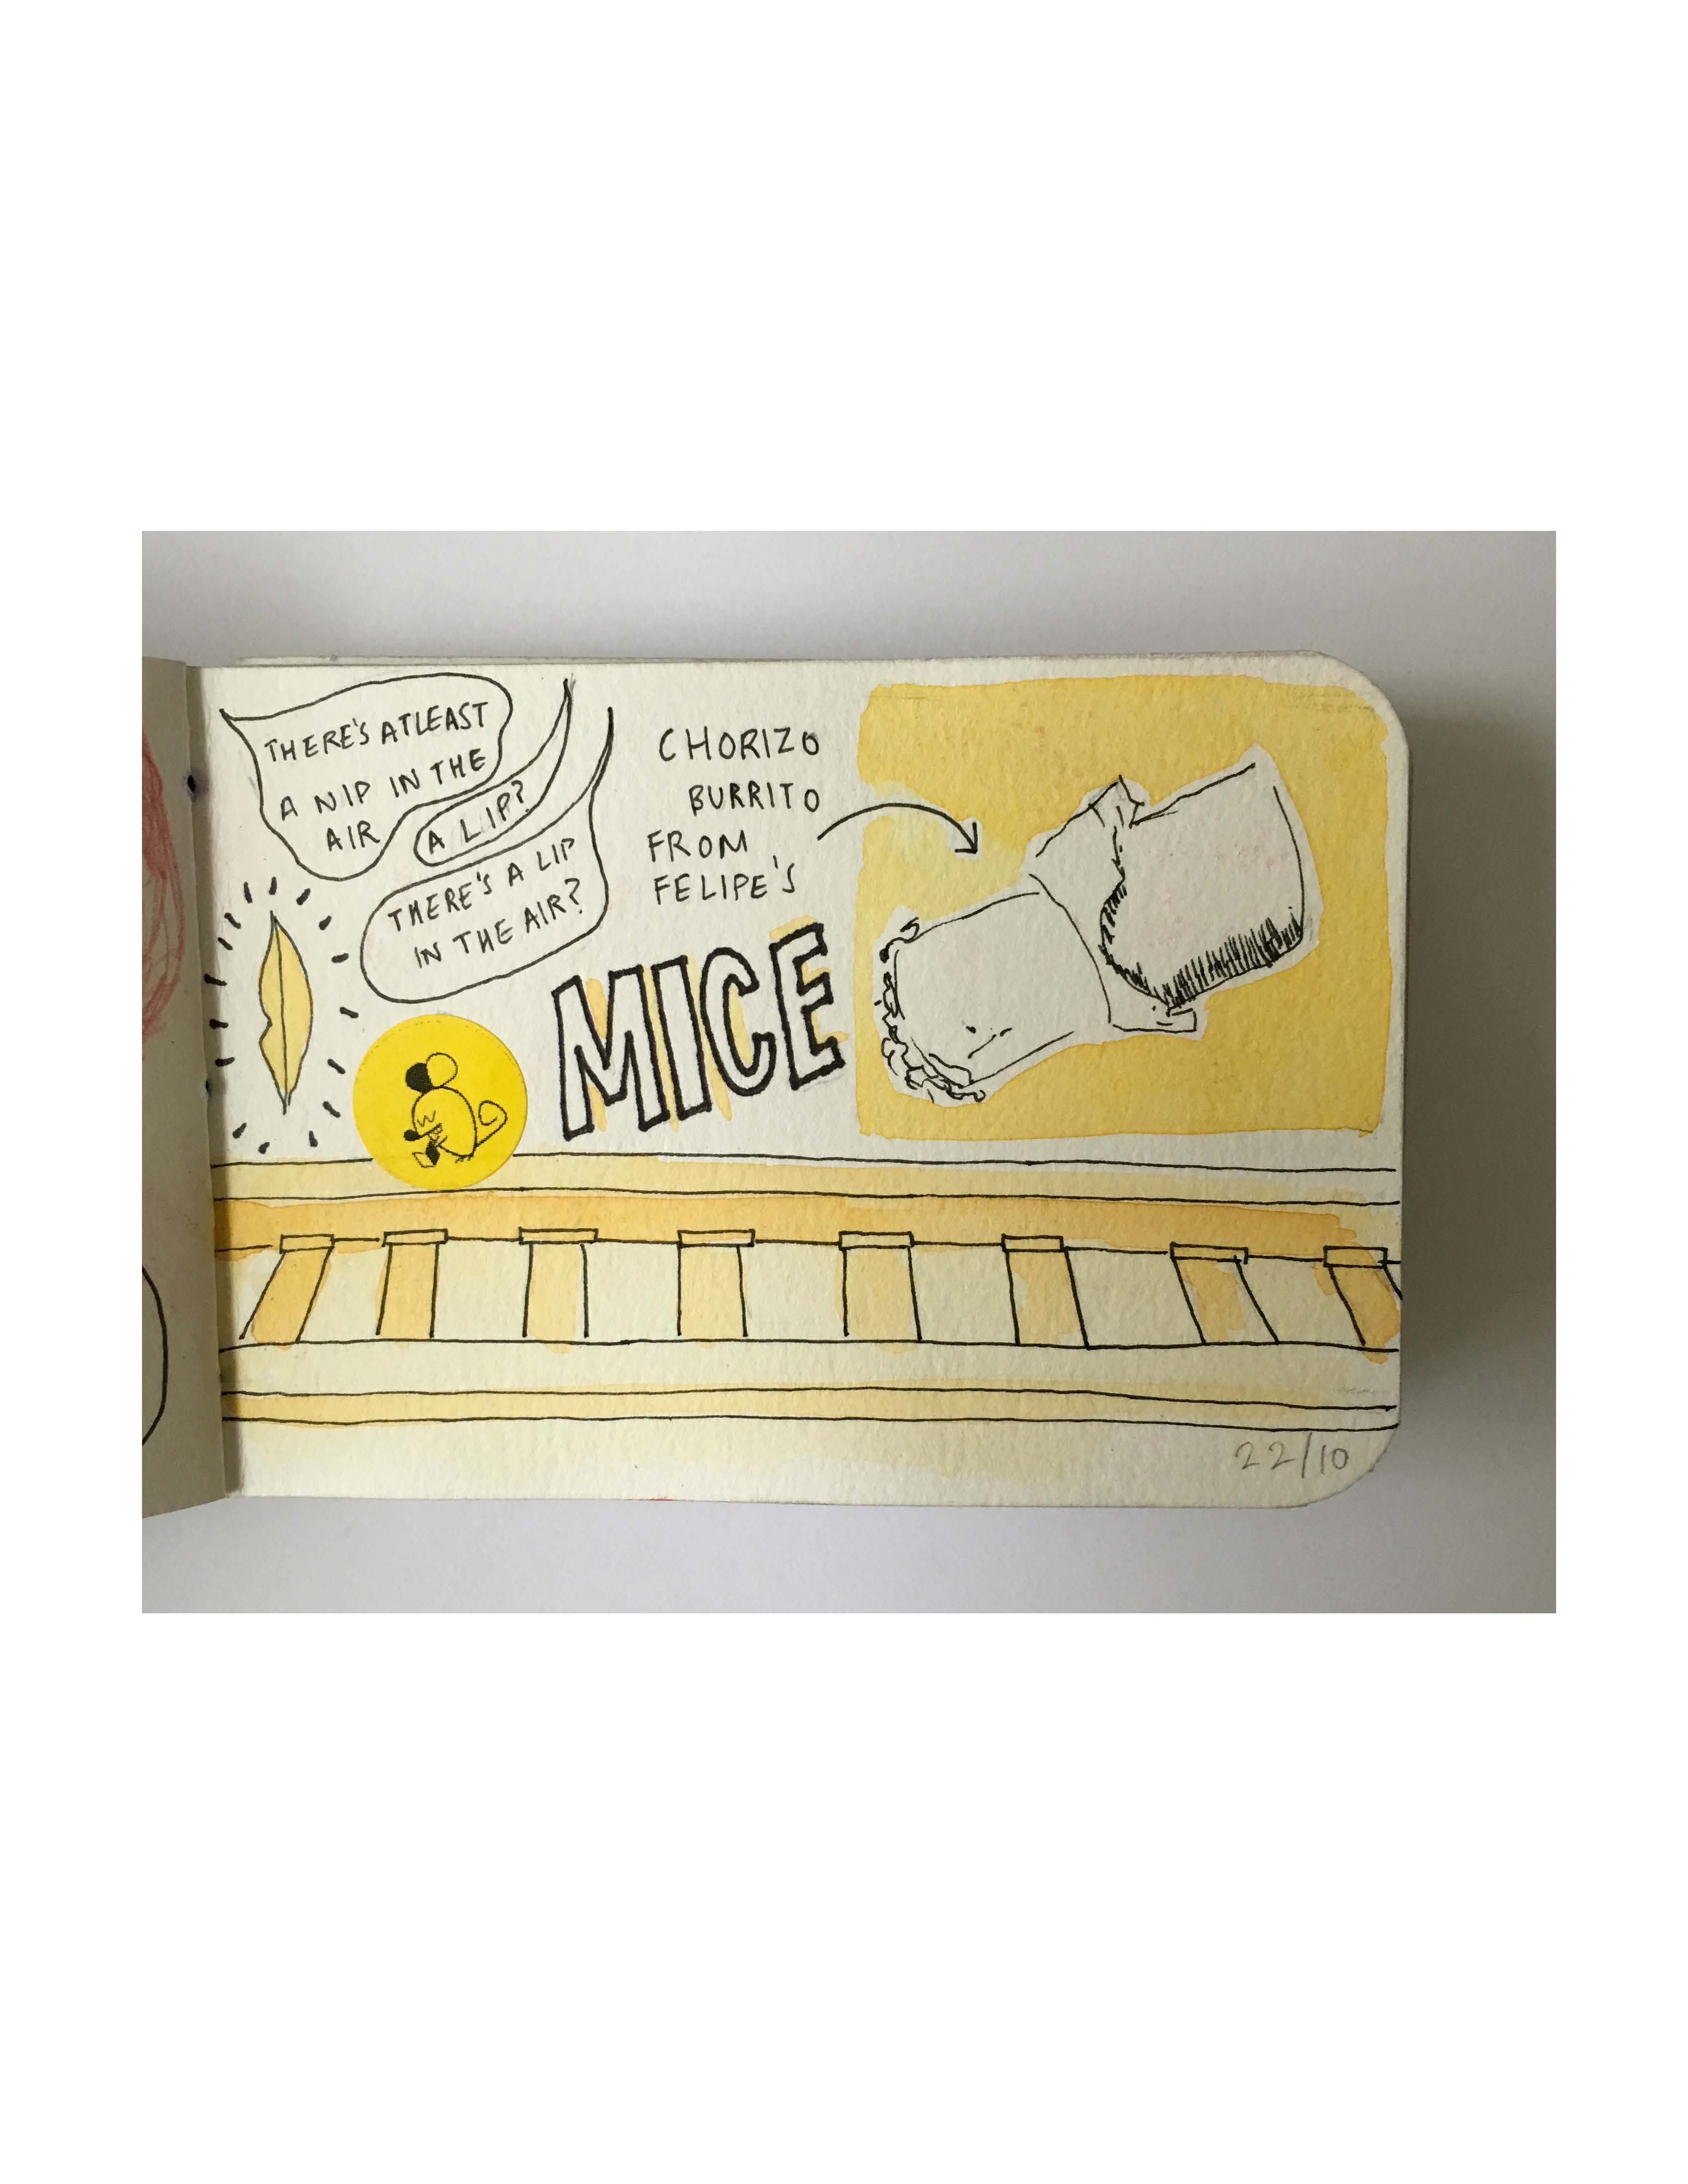 THERE'S ATLEAST
A NIP IN THE
AIR
A LIP?
THERE'S A LIP
IN THE AIR?
CHORIZO
BURRITO
FROM
FELIPE'S
MICE
22/10